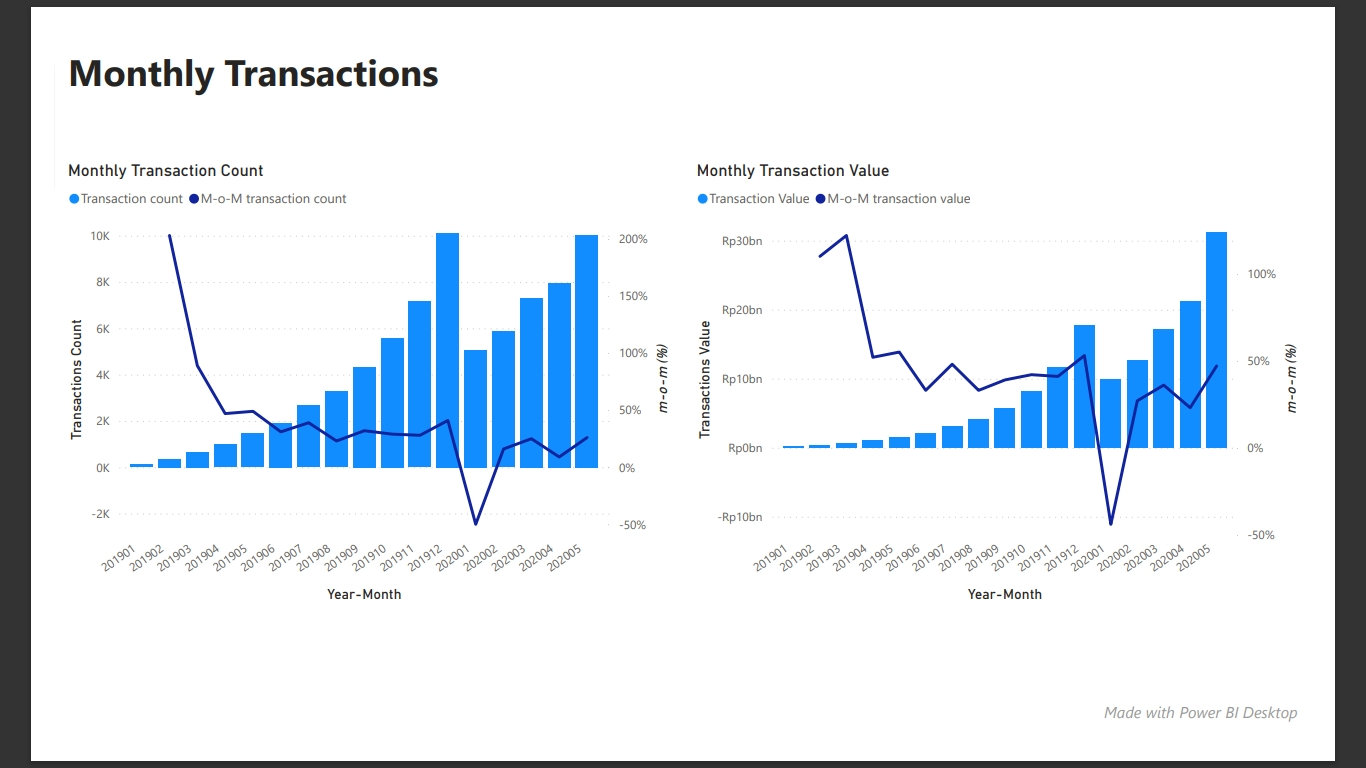 Monthly Transactions
Monthly Transaction Count
Transaction count M-o-M transaction count
10K
8K
6K
4K
2K
0K
-2K
Transactions Count
200%
150%
100%
50%
0%
-50%
m-o-m (%)
201901 201902 201903 201904 201905 201906 201907 201908 201909 201910 201911 201912 202001 202002 202003 202004 202005
Year-Month
Monthly Transaction Value
Transaction Value M-o-M transaction value
Rp30bn
Rp20bn
Rp10bn
Rp0bn
-Rp10bn
Transactions Value
100%
50%
0%
-50%
m-o-m (%)
201901 201902 201903 201904 201905 201906 201907 201908 201909 201910 201911 201912 202001 202002 202003 202004 202005
Year-Month
Made with Power BI Desktop